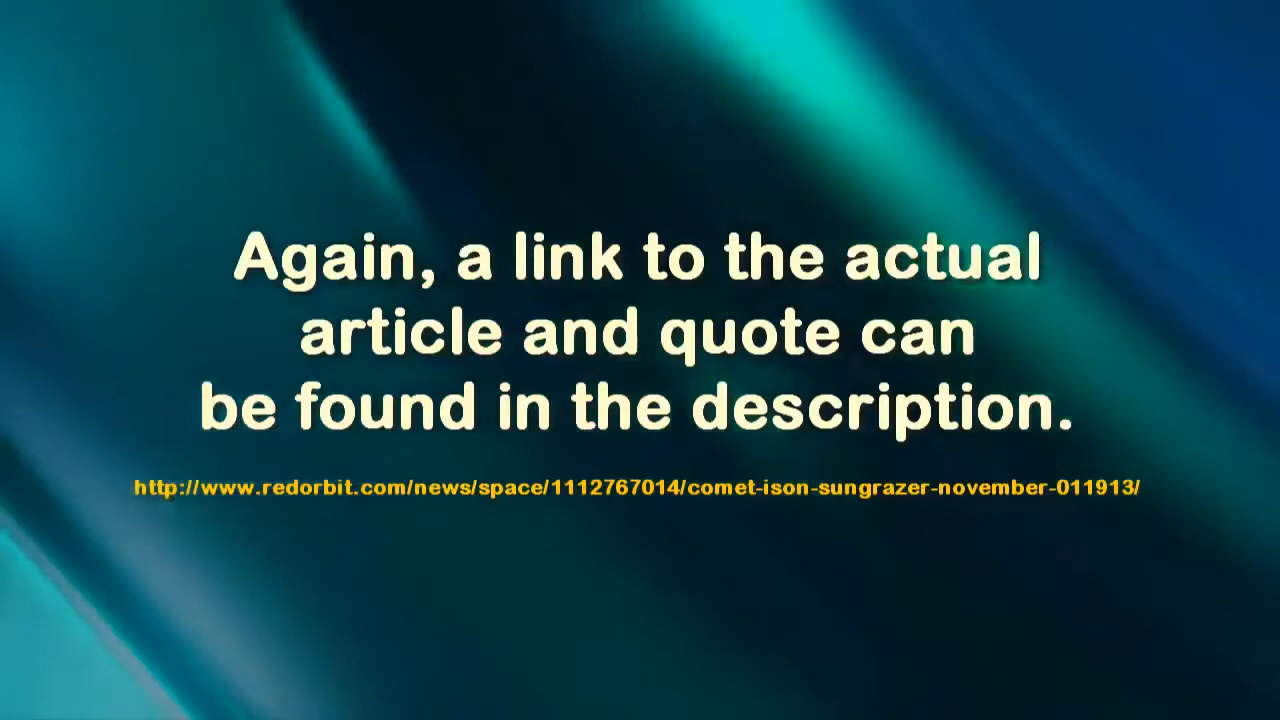 Again, a link to the actual
article and quote can
be found in the description.
http://www.redorbit.com/news/space/1112767014/comet-ison-sungrazer-november-011913/